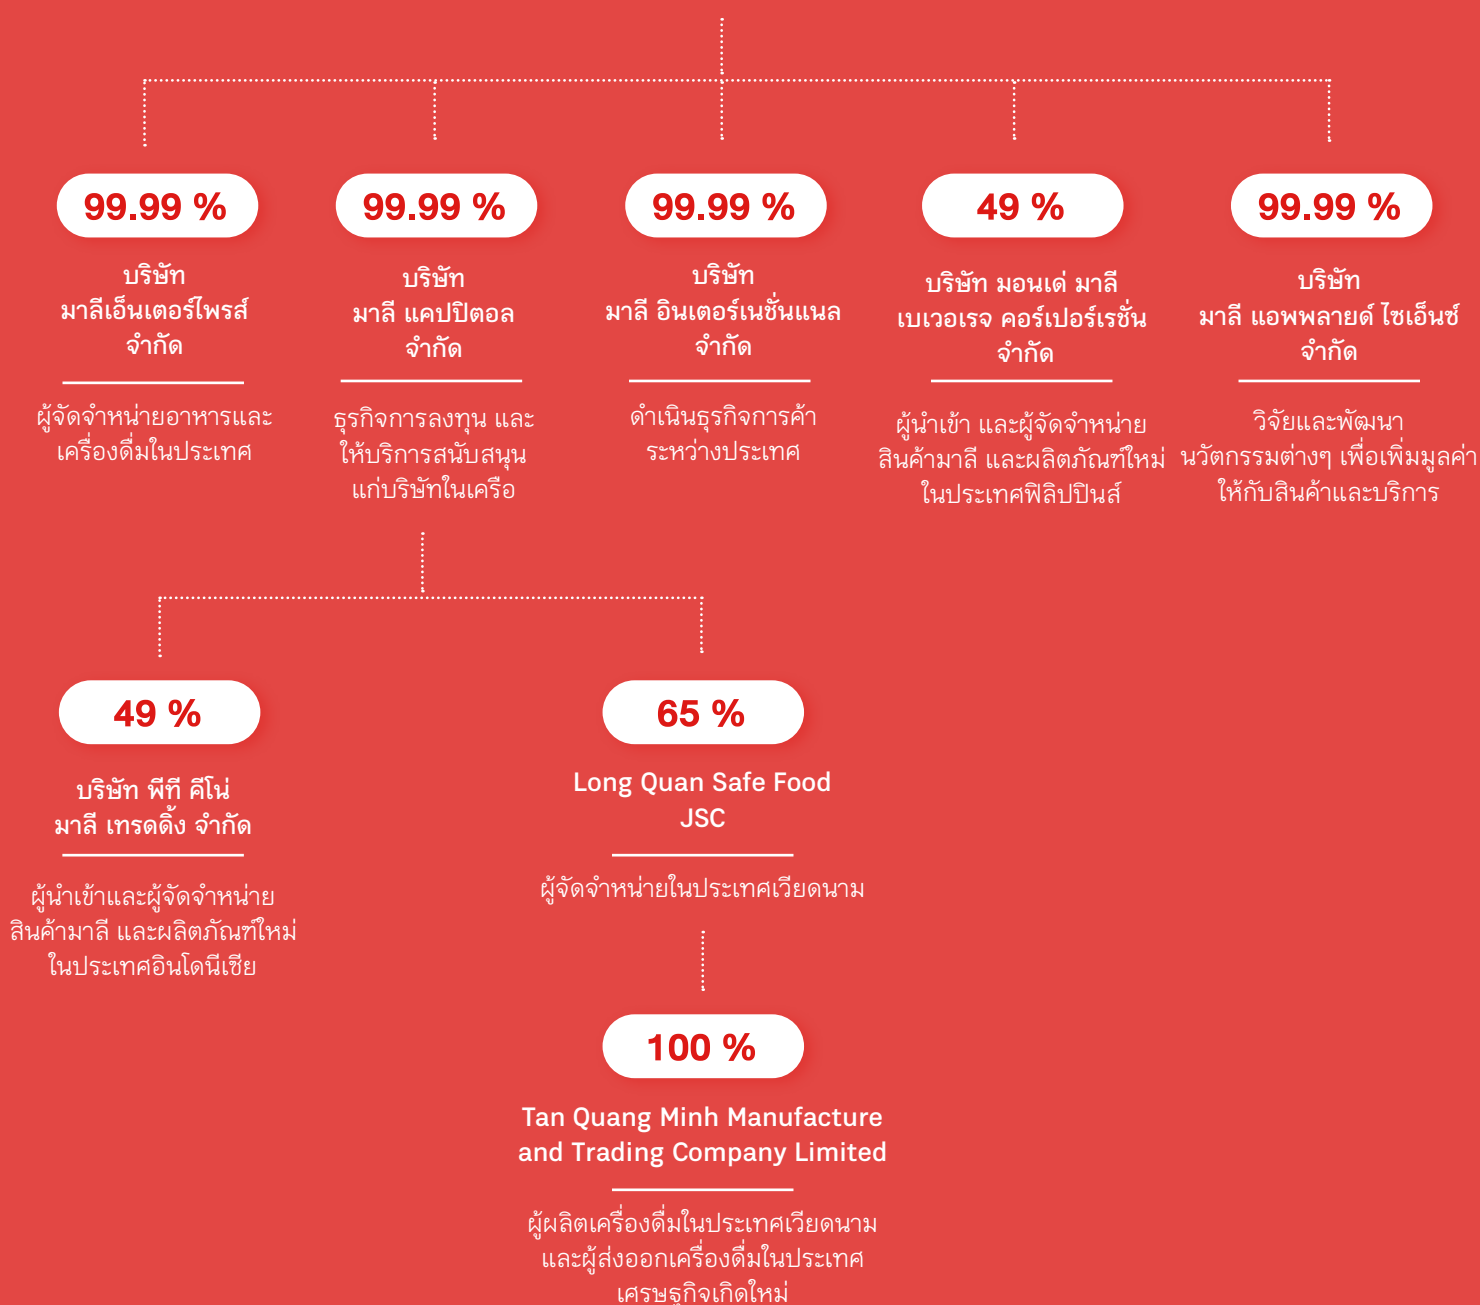 99.99 %
บริษัท
มาลีเอ็นเตอร์ไพรส์
จำกัด
ผู้จัดจำหน่ายอาหารและ
เครื่องดื่มในประเทศ
99.99 %
บริษัท
มาลี แคปปิตอล
จำกัด
ธุรกิจการลงทุน และ
ให้บริการสนับสนุน
แก่บริษัทในเครือ
99.99 %
บริษัท
มาลี อินเตอร์เนชั่นแนล
จำกัด
ดำเนินธุรกิจการค้า
ระหว่างประเทศ
49 %
บริษัท มอนเด่ มาลี
เบเวอเรจ คอร์เปอร์เรชั่น
จำกัด
ผู้นำเข้า และผู้จัดจำหน่าย
สินค้ามาลี และผลิตภัณฑ์ใหม่
ในประเทศฟิลิปปินส์
99.99 %
บริษัท
มาลี แอพพลายด์ ไซเอ็นซ์
จำกัด
วิจัยและพัฒนา
นวัตกรรมต่างๆ เพื่อเพิ่มมูลค่า
ให้กับสินค้าและบริการ
49 %
บริษัท พีที คีโน่
มาลี เทรดดิ้ง จำกัด
ผู้นำเข้าและผู้จัดจำหน่าย
สินค้ามาลี และผลิตภัณฑ์ใหม่
ในประเทศอินโดนีเซีย
65 %
Long Quan Safe Food
JSC
ผู้จัดจำหน่ายในประเทศเวียดนาม
100 %
Tan Quang Minh Manufacture
and Trading Company Limited
ผู้ผลิตเครื่องดื่มในประเทศเวียดนาม
และผู้ส่งออกเครื่องดื่มในประเทศ
เศรษฐกิจเกิดใหม่